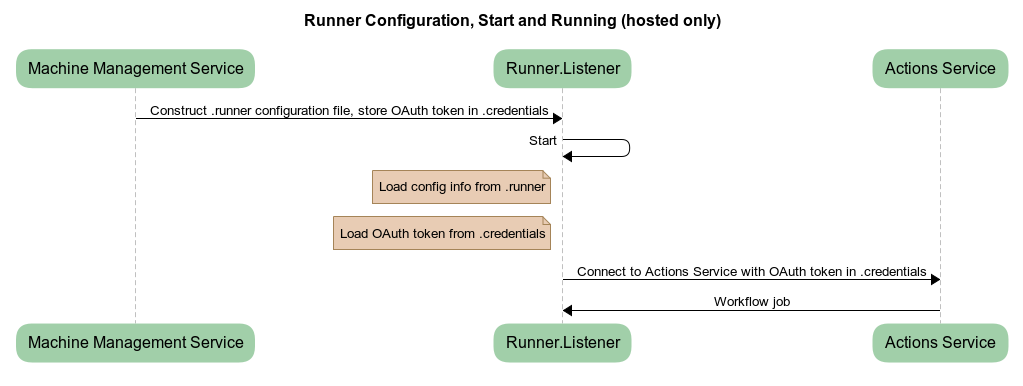 Runner Configuration, Start and Running (hosted only)
Machine Management Service
Runner.Listener
Actions Service
Construct .runner configuration file, store OAuth token in .credentials
Start
Load config info from .runner
Load OAuth token from .credentials
Connect to Actions Service with OAuth token in .credentials
Workflow job
Machine Management Service
Runner.Listener
Actions Service